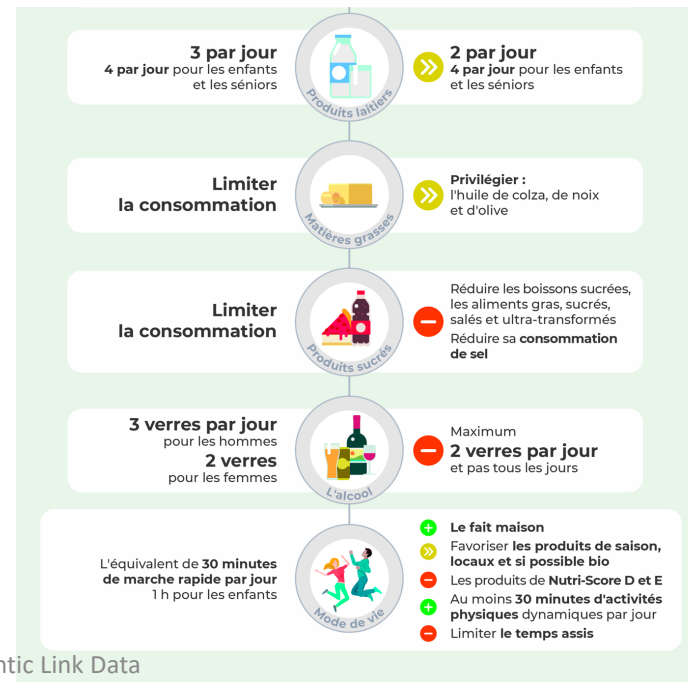 3 par jour
4 par jour pour les enfants
et les séniors
Produits laitiers
2 par jour
4 par jour pour les enfants
et les séniors
Limiter
la consommation
Matières grasses
Privilégier :
l'huile de colza, de noix
et d'olive
Limiter
la consommation
Produits sucrés
Réduire les boissons sucrées,
les aliments gras, sucrés,
salés et ultra-transformés
Réduire sa consommation
de sel
3 verres par jour
pour les hommes
2 verres
pour les femmes
L'alcool
Maximum
2 verres par jour
et pas tous les jours
L'équivalent de 30 minutes
de marche rapide par jour
1 h pour les enfants
Mode de vie
Le fait maison
Favoriser les produits de saison,
locaux et si possible bio
Les produits de Nutri-Score D et E
Au moins 30 minutes d'activités
physiques dynamiques par jour
Limiter le temps assis
ntic Link Data